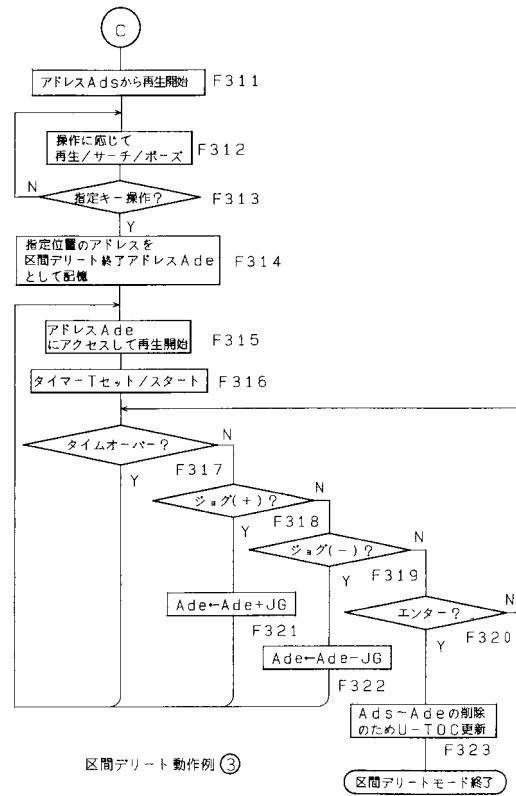 C
アドレスAdsから再生開始
F311
操作に応じて
再生/サーチ/ポーズ
F312
N
指定キー操作?
F313
Y
指定位置のアドレスを
区間デリート終了アドレスAde
として記憶
F314
アドレスAde
にアクセスして再生開始
F315
タイマーTセット/スタート
F316
タイムオーバー?
N
F317
Y
ジョグ(+)?
N
F318
Y
ジョグ(-)?
N
F319
Y
エンター?
N
F320
Y
Ade←Ade+JG
F321
Ade←Ade-JG
F322
Ads~Adeの削除
のためU-TOC更新
F323
区間デリート動作例③
区間デリートモード終了